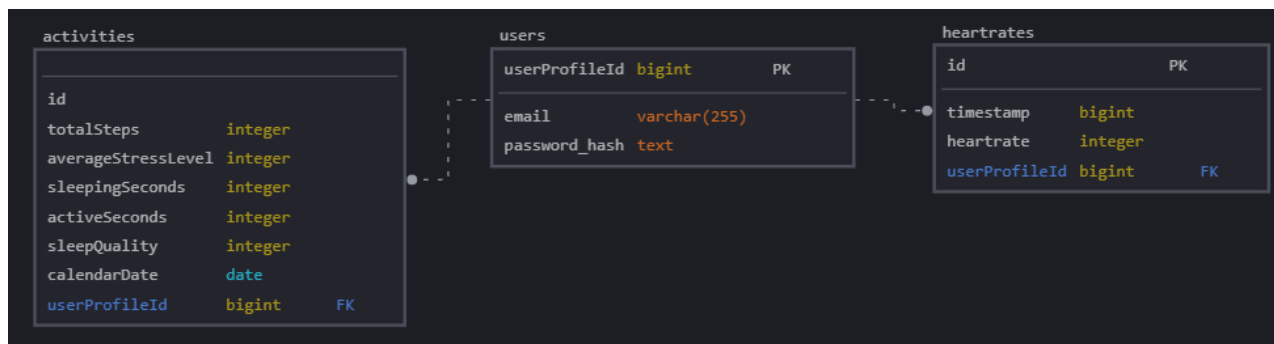 activities
id
totalSteps integer
averageStressLevel integer
sleepingSeconds integer
activeSeconds integer
sleepQuality integer
calendarDate date
userProfileId bigint FK
users
userProfileId bigint PK
email varchar(255)
password_hash text
heartrates
id PK
timestamp bigint
heartrate integer
userProfileId bigint FK